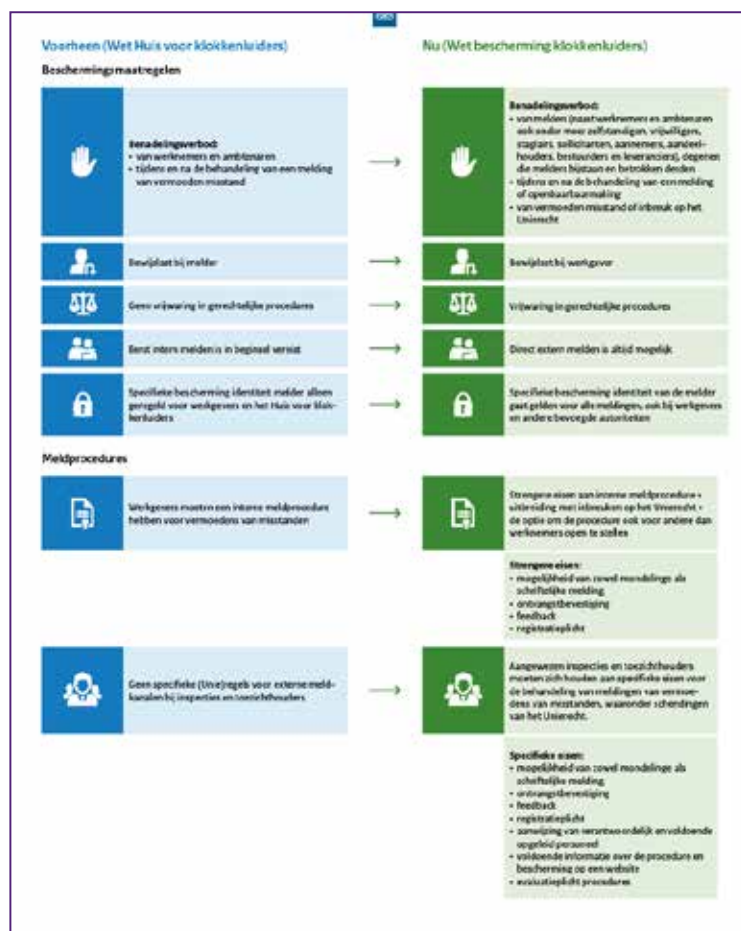 Voorheen (Wet Huis voor klokkenluiders)
Nu (Wet bescherming klokkenluiders)
Beschermingsmaatregelen
Benadelingsverbod:
• van werknemers en ambtenaren
• tijdens en na de behandeling van een melding
van vermoeden misstand
Benadelingsverbod:
• van melders (naast werknemers en ambtenaren
ook onder meer zelfstandigen, vrijwilligers,
stagiairs, sollicitanten, aannemers, aandeel-
houders, bestuurders en leveranciers), degenen
die melders bijstaan en betrokken derden
• tijdens en na de behandeling van een melding
of openbaarmaking
• van vermoeden misstand of inbreuk op het
Unierecht
Bewijslast bij melder
Bewijslast bij werkgever
Geen vrijwaring in gerechtelijke procedures
Vrijwaring in gerechtelijke procedures
Eerst intern melden is in beginsel vereist
Direct extern melden is altijd mogelijk
Specifieke bescherming identiteit melder alleen
geregeld voor werkgevers en het Huis voor klok-
kenluiders
Specifieke bescherming identiteit van de melder
gaat gelden voor alle meldingen, ook bij werkgevers
en andere bevoegde autoriteiten
Meldprocedures
Werkgevers moeten een interne meldprocedure
hebben voor vermoedens van misstanden
Strengere eisen aan interne meldprocedure +
uitbreiding met inbreuken op het Unierecht +
de optie om de procedure ook voor andere dan
werknemers open te stellen
Strengere eisen:
• mogelijkheid van zowel mondelinge als
schriftelijke melding
• ontvangstbevestiging
• feedback
• registratieplicht
Geen specifieke (Unie)regels voor externe meld-
kanalen bij inspecties en toezichthouders
Aangewezen inspecties en toezichthouders
moeten zich houden aan specifieke eisen voor
de behandeling van meldingen van vermoe-
dens van misstanden, waaronder schendingen
van het Unierecht.
Specifieke eisen:
• mogelijkheid van zowel mondelinge als
schriftelijke melding
• ontvangstbevestiging
• feedback
• registratieplicht
• aanwijzing van verantwoordelijk en voldoende
opgeleid personeel
• voldoende informatie over de procedure en
bescherming op een website
• evaluatieplicht procedures